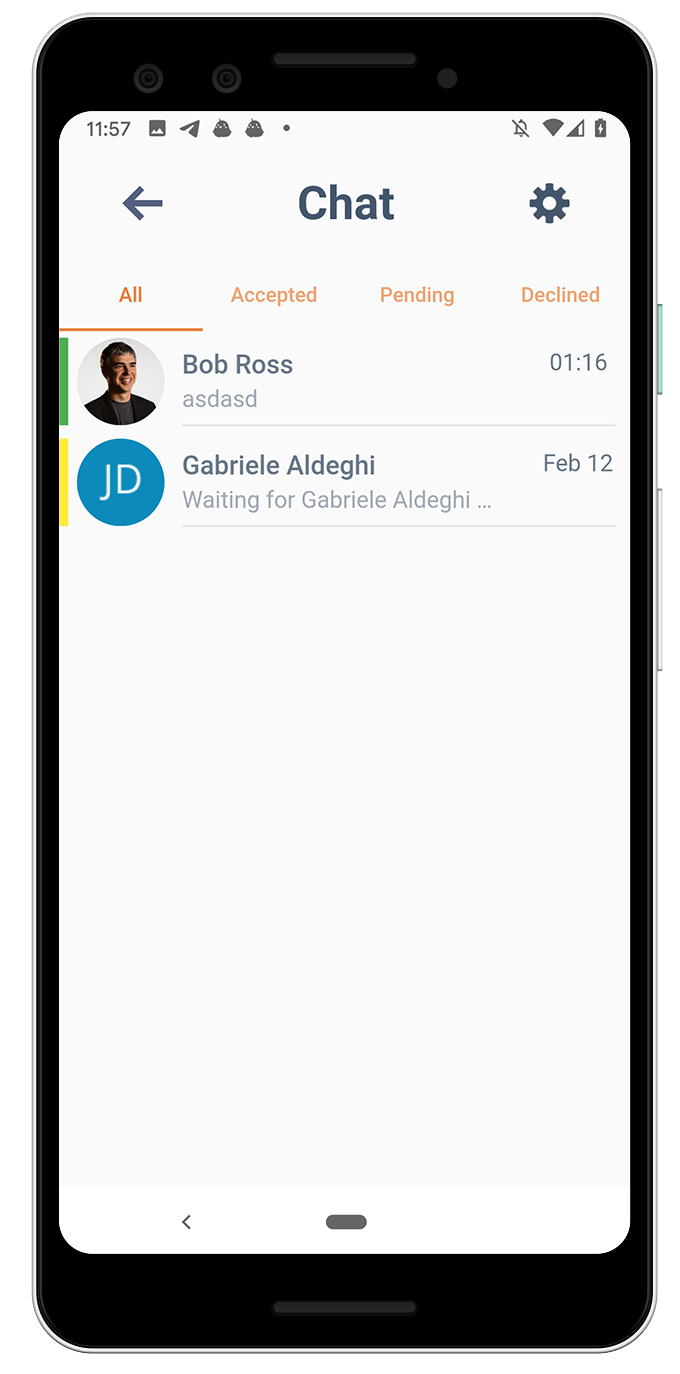 11:57
Chat
All Accepted Pending Declined
Bob Ross 01:16
asdasd
JD Gabriele Aldeghi Feb 12
Waiting for Gabriele Aldeghi ...